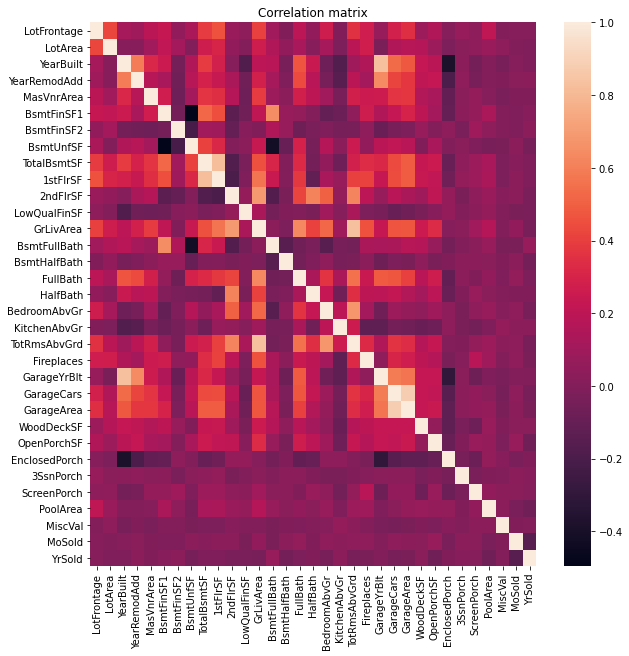 Correlation matrix
LotFrontage
LotArea
YearBuilt
YearRemodAdd
MasVnrArea
BsmtFinSF1
BsmtFinSF2
BsmtUnfSF
TotalBsmtSF
1stFlrSF
2ndFlrSF
LowQualFinSF
GrLivArea
BsmtFullBath
BsmtHalfBath
FullBath
HalfBath
BedroomAbvGr
KitchenAbvGr
TotRmsAbvGrd
Fireplaces
GarageYrBlt
GarageCars
GarageArea
WoodDeckSF
OpenPorchSF
EnclosedPorch
3SsnPorch
ScreenPorch
PoolArea
MiscVal
MoSold
YrSold
LotFrontage
LotArea
YearBuilt
YearRemodAdd
MasVnrArea
BsmtFinSF1
BsmtFinSF2
BsmtUnfSF
TotalBsmtSF
1stFlrSF
2ndFlrSF
LowQualFinSF
GrLivArea
BsmtFullBath
BsmtHalfBath
FullBath
HalfBath
BedroomAbvGr
KitchenAbvGr
TotRmsAbvGrd
Fireplaces
GarageYrBlt
GarageCars
GarageArea
WoodDeckSF
OpenPorchSF
EnclosedPorch
3SsnPorch
ScreenPorch
PoolArea
MiscVal
MoSold
YrSold
1.0
0.8
0.6
0.4
0.2
0.0
−0.2
−0.4